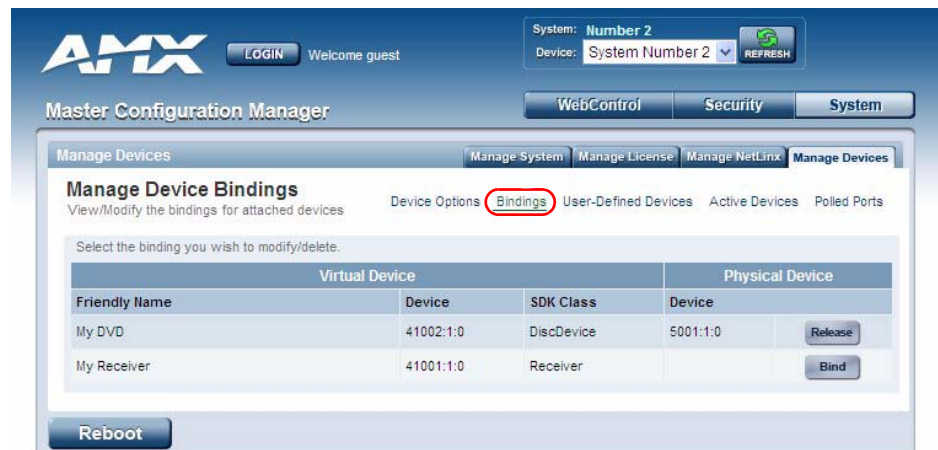 AMX
LOGIN Welcome guest
System: Number 2
Device: System Number 2
REFRESH
Master Configuration Manager
WebControl Security System
Manage Devices
Manage System Manage License Manage NetLinx Manage Devices
Manage Device Bindings
View/Modify the bindings for attached devices
Device Options Bindings User-Defined Devices Active Devices Polled Ports
Select the binding you wish to modify/delete.
Virtual Device Physical Device
Friendly Name Device SDK Class Device
My DVD 41002:1:0 DiscDevice 5001:1:0 Release
My Receiver 41001:1:0 Receiver Bind
Reboot